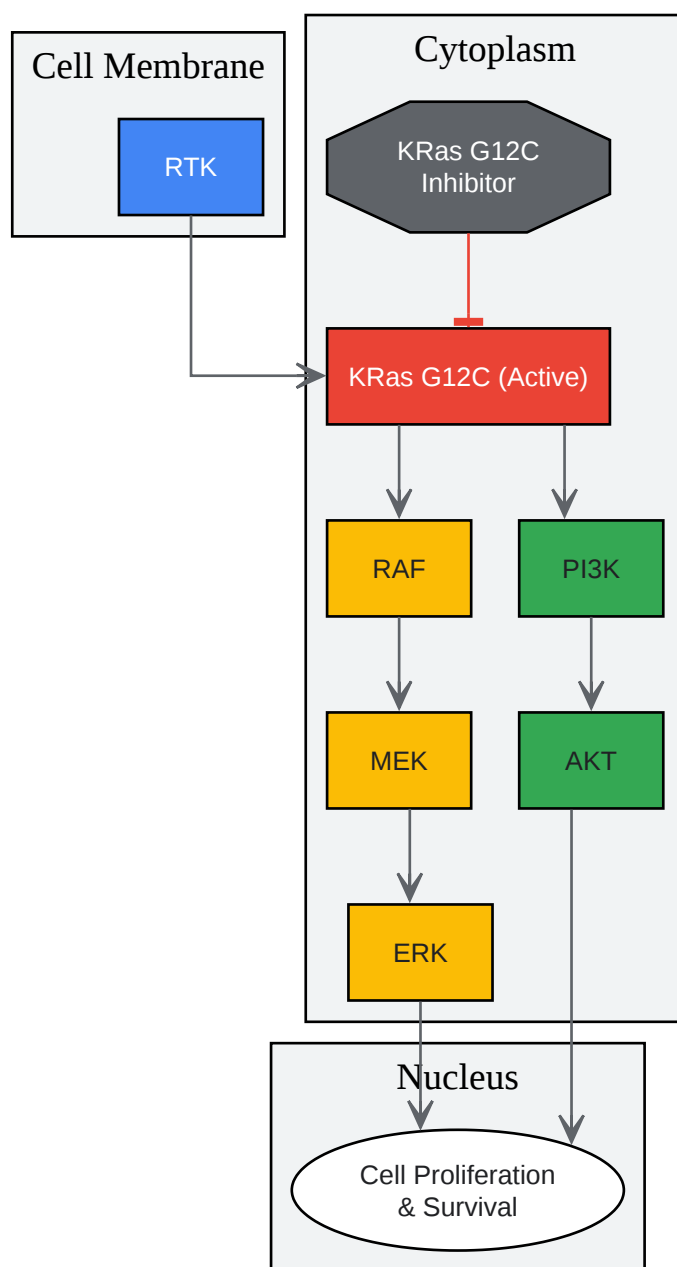 Cell Membrane
RTK
Cytoplasm
KRas G12C
Inhibitor
KRas G12C (Active)
RAF
PI3K
MEK
AKT
ERK
Nucleus
Cell Proliferation
& Survival